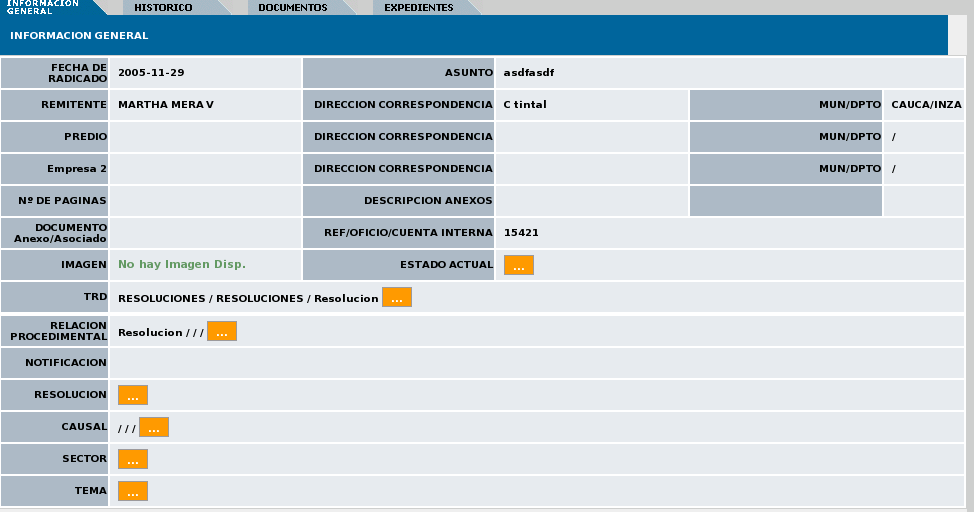 INFORMACION
GENERAL
HISTORICO
DOCUMENTOS
EXPEDIENTES
INFORMACION GENERAL
FECHA DE
RADICADO
2005-11-29
ASUNTO
asdfasdf
REMITENTE
MARTHA MERA V
DIRECCION CORRESPONDENCIA
C tintal
MUN/DPTO
CAUCA/INZA
PREDIO
DIRECCION CORRESPONDENCIA
MUN/DPTO
/
Empresa 2
DIRECCION CORRESPONDENCIA
MUN/DPTO
/
Nº DE PAGINAS
DESCRIPCION ANEXOS
DOCUMENTO
Anexo/Asociado
REF/OFICIO/CUENTA INTERNA
15421
IMAGEN
No hay Imagen Disp.
ESTADO ACTUAL
...
TRD
RESOLUCIONES / RESOLUCIONES / Resolucion ...
RELACION
PROCEDIMENTAL
Resolucion / / / ...
NOTIFICACION
RESOLUCION
...
CAUSAL
/ / / ...
SECTOR
...
TEMA
...